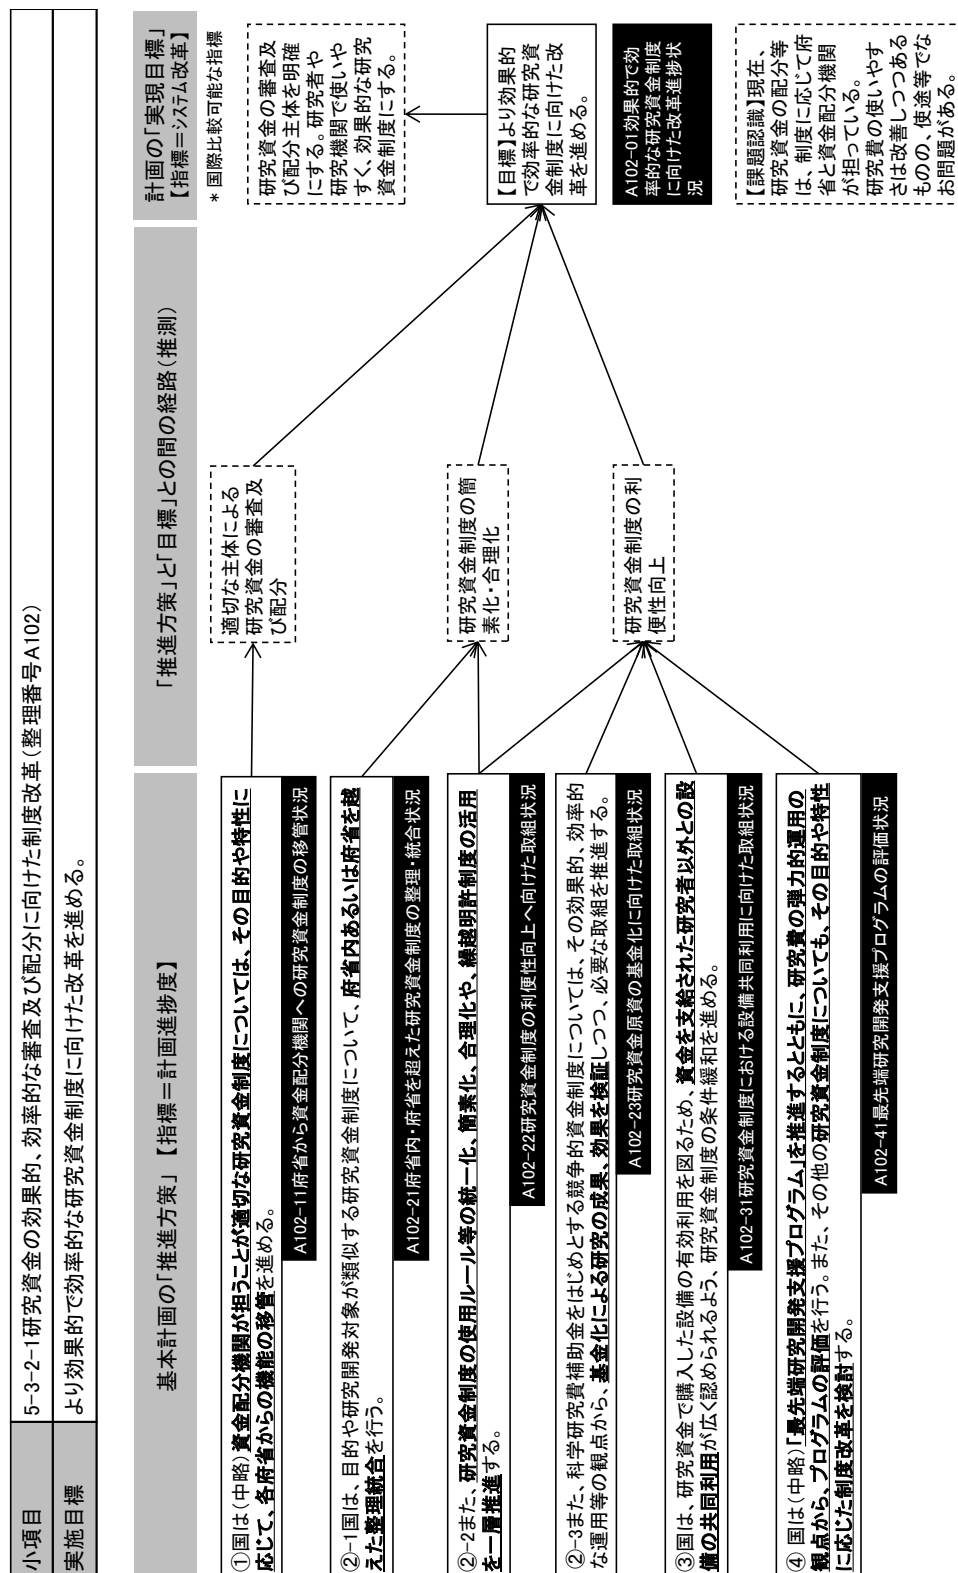 小項目
5-3-2-1研究資金の効果的、効率的な審査及び配分に向けた制度改革（整理番号A102）
実施目標
より効果的で効率的な研究資金制度に向けた改革を進める。
基本計画の「推進方策」【指標＝計画進捗度】
①国は（中略）資金配分機関が担うことが適切な研究資金制度については、その目的や特性に
応じて、各府省からの機能の移管を進める。
A102-11府省から資金配分機関への研究資金制度の移管状況
②-1国は、目的や研究開発対象が類似する研究資金制度について、府省内あるいは府省を越
えた整理統合を行う。
A102-21府省内・府省を超えた研究資金制度の整理・統合状況
②-2また、研究資金制度の使用ルール等の統一化、簡素化、合理化や、繰越明許制度の活用
を一層推進する。
A102-22研究資金制度の利便性向上へ向けた取組状況
②-3また、科学研究費補助金をはじめとする競争的資金制度については、その効果的、効率的
な運用等の観点から、基金化による研究の成果、効果を検証しつつ、必要な取組を推進する。
A102-23研究資金原資の基金化に向けた取組状況
③国は、研究資金で購入した設備の有効利用を図るため、資金を支給された研究者以外との設
備の共同利用が広く認められるよう、研究資金制度の条件緩和を進める。
A102-31研究資金制度における設備共同利用に向けた取組状況
④ 国は（中略）「最先端研究開発支援プログラム」を推進するとともに、研究費の弾力的運用の
観点から、プログラムの評価を行う。また、その他の研究資金制度についても、その目的や特性
に応じた制度改革を検討する。
A102-41最先端研究開発支援プログラムの評価状況
「推進方策」と「目標」との間の経路（推測）
適切な主体による
研究資金の審査及
び配分
研究資金制度の簡
素化・合理化
研究資金制度の利
便性向上
計画の「実現目標」
【指標＝システム改革】
* 国際比較可能な指標
研究資金の審査及
び配分主体を明確
にする。研究者や
研究機関で使いや
すく、効果的な研究
資金制度にする。
【目標】より効果的
で効率的な研究資
金制度に向けた改
革を進める。
A102-01効果的で効
率的な研究資金制度
に向けた改革進捗状
況
【課題認識】現在、
研究資金の配分等
は、制度に応じて府
省と資金配分機関
が担っている。
研究費の使いやす
さは改善しつつある
ものの、使途等でな
お問題がある。